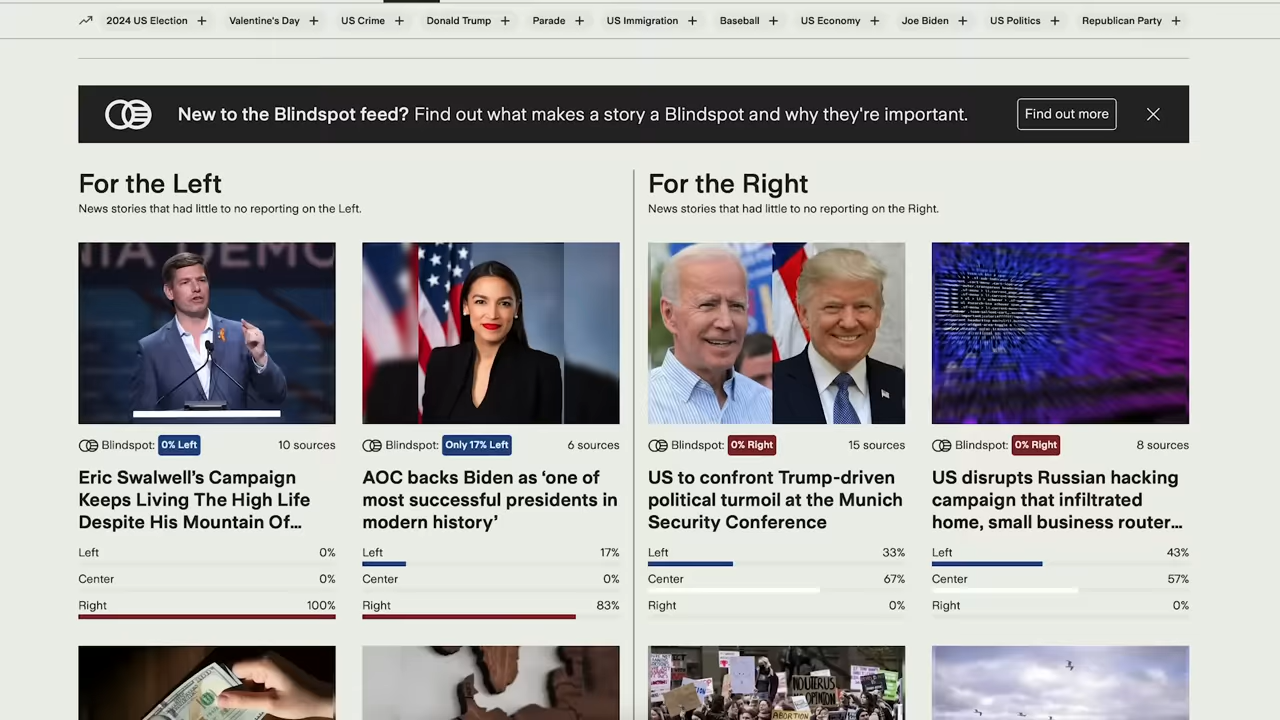 2024 US Election +
Valentine's Day +
US Crime +
Donald Trump +
Parade +
US Immigration +
Baseball +
US Economy +
Joe Biden +
US Politics +
Republican Party +
New to the Blindspot feed? Find out what makes a story a Blindspot and why they're important.
Find out more
For the Left
News stories that had little to no reporting on the Left.
NIA DEMO
Blindspot: 0% Left
10 sources
Eric Swalwell's Campaign
Keeps Living The High Life
Despite His Mountain Of...
Left 0%
Center 0%
Right 100%
Blindspot: Only 17% Left
6 sources
AOC backs Biden as ‘one of
most successful presidents in
modern history’
Left 17%
Center 0%
Right 83%
For the Right
News stories that had little to no reporting on the Right.
Blindspot: 0% Right
15 sources
US to confront Trump-driven
political turmoil at the Munich
Security Conference
Left 33%
Center 67%
Right 0%
Blindspot: 0% Right
8 sources
US disrupts Russian hacking
campaign that infiltrated
home, small business router...
Left 43%
Center 57%
Right 0%
NO UTERUS
ABORTION